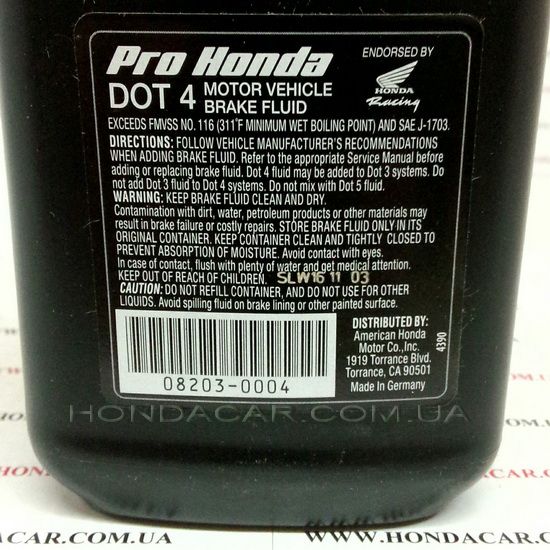 Pro Honda
DOT 4 MOTOR VEHICLE
BRAKE FLUID
ENDORSED BY
HONDA
Racing
EXCEEDS FMVSS NO. 116 (311°F MINIMUM WET BOILING POINT) AND SAE J-1703.
DIRECTIONS: FOLLOW VEHICLE MANUFACTURER'S RECOMMENDATIONS
WHEN ADDING BRAKE FLUID. Refer to the appropriate Service Manual before
adding or replacing brake fluid. Dot 4 fluid may be added to Dot 3 systems. Do
not add Dot 3 fluid to Dot 4 systems. Do not mix with Dot 5 fluid.
WARNING: KEEP BRAKE FLUID CLEAN AND DRY.
Contamination with dirt, water, petroleum products or other materials may
result in brake failure or costly repairs. STORE BRAKE FLUID ONLY IN ITS
ORIGINAL CONTAINER. KEEP CONTAINER CLEAN AND TIGHTLY CLOSED TO
PREVENT ABSORPTION OF MOISTURE. Avoid contact with eyes.
In case of contact, flush with plenty of water and get medical attention.
KEEP OUT OF REACH OF CHILDREN. SLW16 11 03
CAUTION: DO NOT REFILL CONTAINER, AND DO NOT USE FOR OTHER
LIQUIDS. Avoid spilling fluid on brake lining or other painted surface.
08203-0004
DISTRIBUTED BY:
American Honda
Motor Co.,Inc.
1919 Torrance Blvd.
Torrance, CA 90501
Made in Germany
4390
HONDACAR.COM.UA
HONDACAR.COM.UA
WWW.HONDACAR.COM.UA